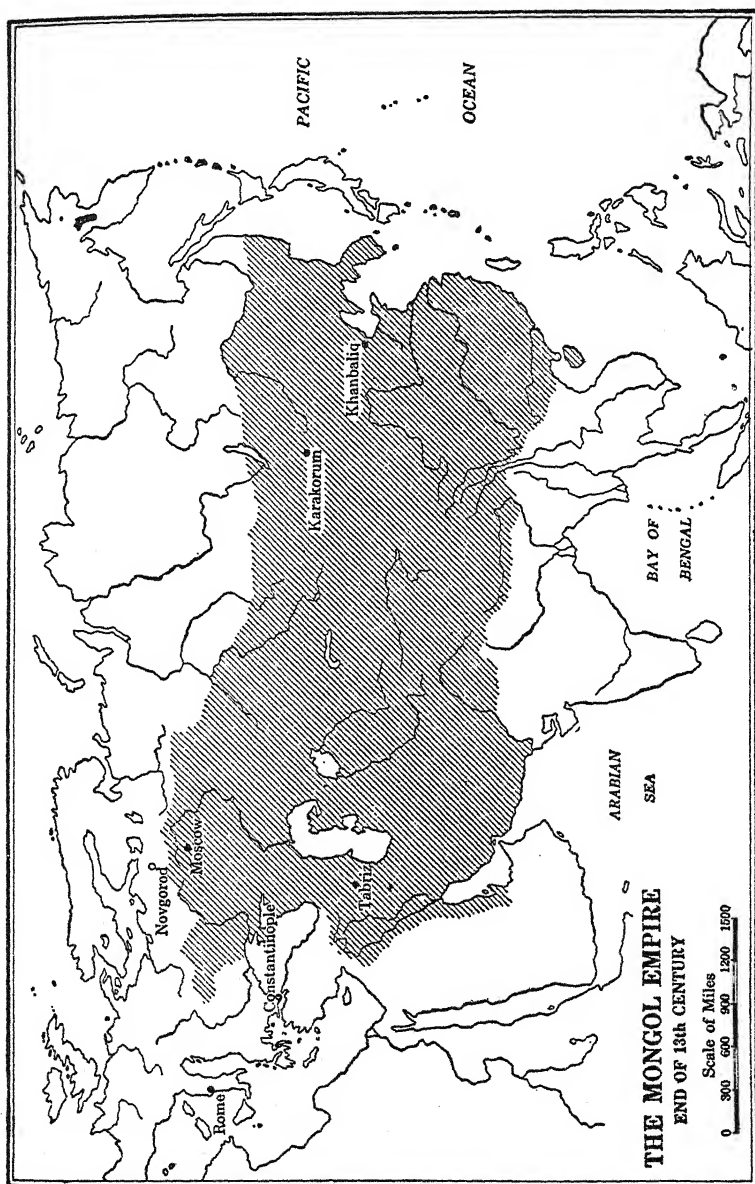 PACIFIC
OCEAN
Novgorod
Moscow
Karakorum
Khanbaliq
Rome
Constantinople
Tabriz
BAY OF
BENGAL
ARABIAN
SEA
THE MONGOL EMPIRE
END OF 13th CENTURY
Scale of Miles
0 300 600 900 1200 1500